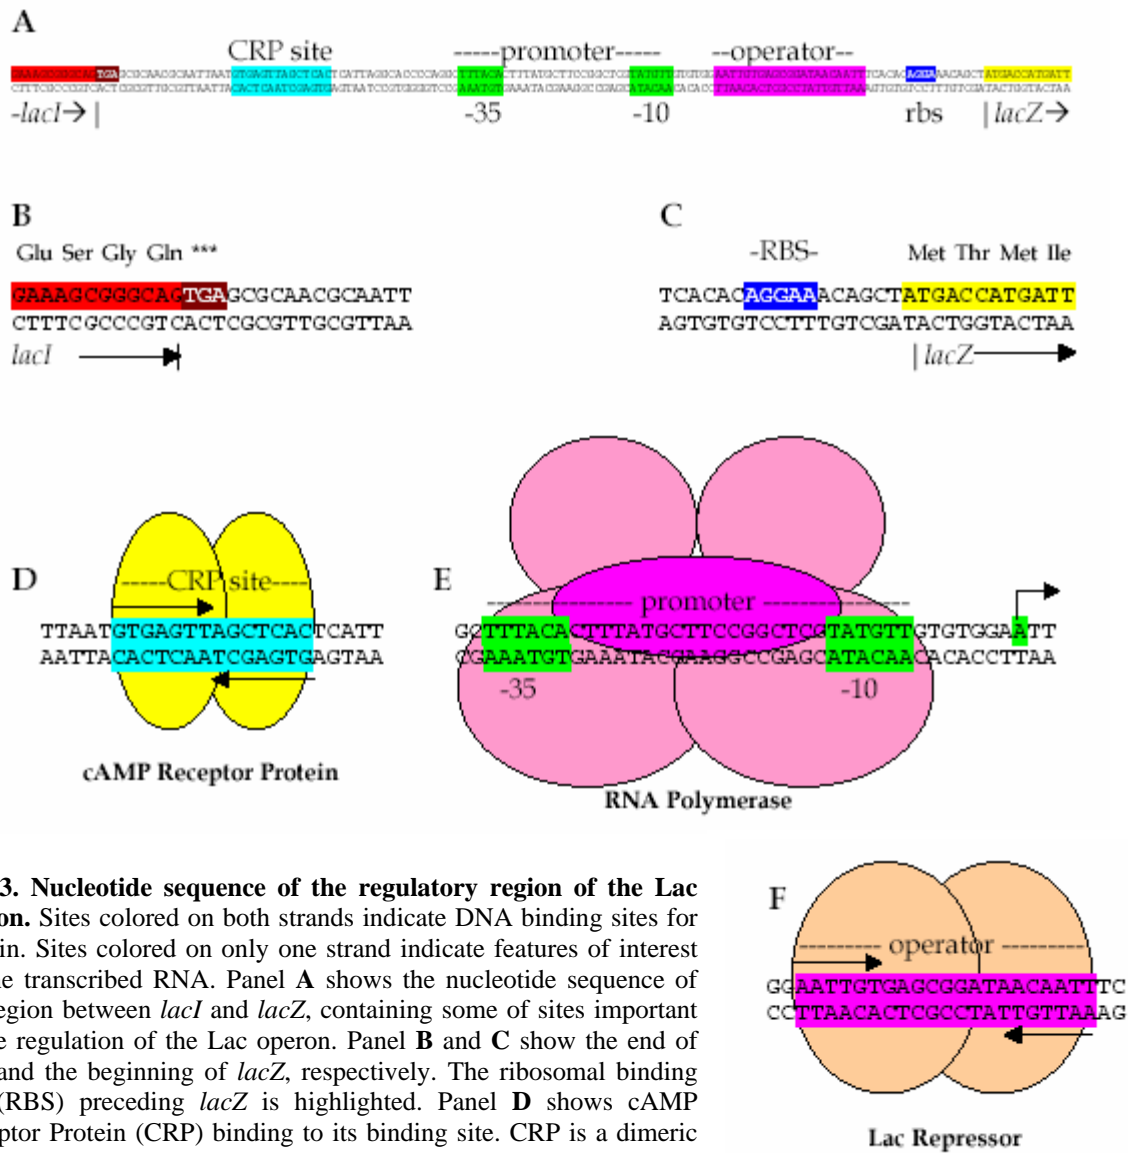 A
CRP site -----promoter----- --operator--
GAAAGCGGGCAGTGAGCGCAACGCAATTAATGTGAGTTAGCTCACTCATTAGGCACCCCAGGCTTTACACTTTATGCTTCCGGCTCGTATGTTGTGTGGAATTGTGAGCGGATAACAATTTCACACAGGAAACAGCTATGACCATGATT
CTTTCGCCCGTCACTCGCGTTGCGTTAATTACACTCAATCGAGTGAGTAATCCGTGGGGTCCGAAATGTGAAATACGAAGGCCGAGCATACAACACACCTTAACACTCGCCTATTGTTAAAGTGTGTCCTTTGTCGATACTGGTACTAA
-lacI→ | -35 -10 rbs |lacZ→
B
Glu Ser Gly Gln ***
GAAAGCGGGCAGTGAGCGCAACGCAATT
CTTTCGCCCGTCACTCGCGTTGCGTTAA
lacI
C
-RBS- Met Thr Met Ile
TCACACAGGAAACAGCTATGACCATGATT
AGTGTGTCCTTTGTCGATACTGGTACTAA
|lacZ
D
-----CRP site----
TTAATGTGAGTTAGCTCACTCATT
AATTACACTCAATCGAGTGAGTAA
cAMP Receptor Protein
E
---------------- promoter ----------------
GCTTTACACTTTATGCTTCCGGCTCGTATGTTGTGTGGAATT
CGAAATGTGAAATACGAAGGCCGAGCATACAACACACCTTAA
-35 -10
RNA Polymerase
3. Nucleotide sequence of the regulatory region of the Lac
on. Sites colored on both strands indicate DNA binding sites for
in. Sites colored on only one strand indicate features of interest
e transcribed RNA. Panel A shows the nucleotide sequence of
egion between lacI and lacZ, containing some of sites important
e regulation of the Lac operon. Panel B and C show the end of
and the beginning of lacZ, respectively. The ribosomal binding
(RBS) preceding lacZ is highlighted. Panel D shows cAMP
ptor Protein (CRP) binding to its binding site. CRP is a dimeric
F
---------- operator ----------
GGAATTGTGAGCGGATAACAATTTC
CCTTAACACTCGCCTATTGTTAAAG
Lac Repressor